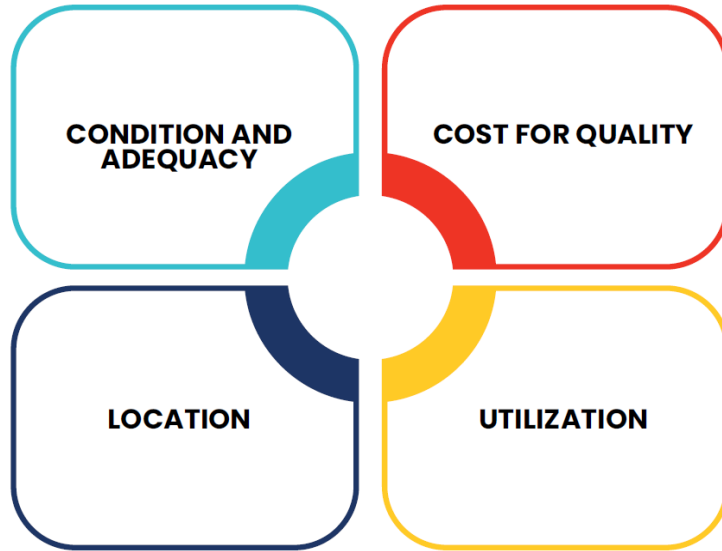 CONDITION AND
ADEQUACY
COST FOR QUALITY
LOCATION
UTILIZATION